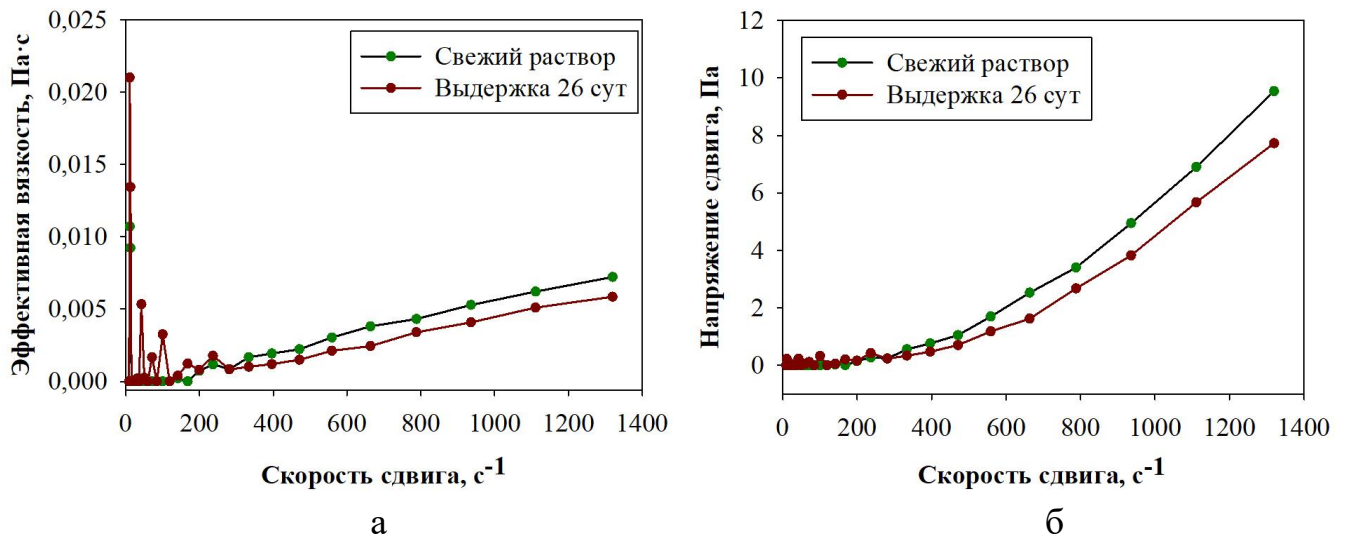 0,025
0,020
0,015
0,010
0,005
0,000
Эффективная вязкость, Па·с
Свежий раствор
Выдержка 26 сут
0 200 400 600 800 1000 1200 1400
Скорость сдвига, с-1
а
12
10
8
6
4
2
0
Напряжение сдвига, Па
Свежий раствор
Выдержка 26 сут
0 200 400 600 800 1000 1200 1400
Скорость сдвига, с-1
б